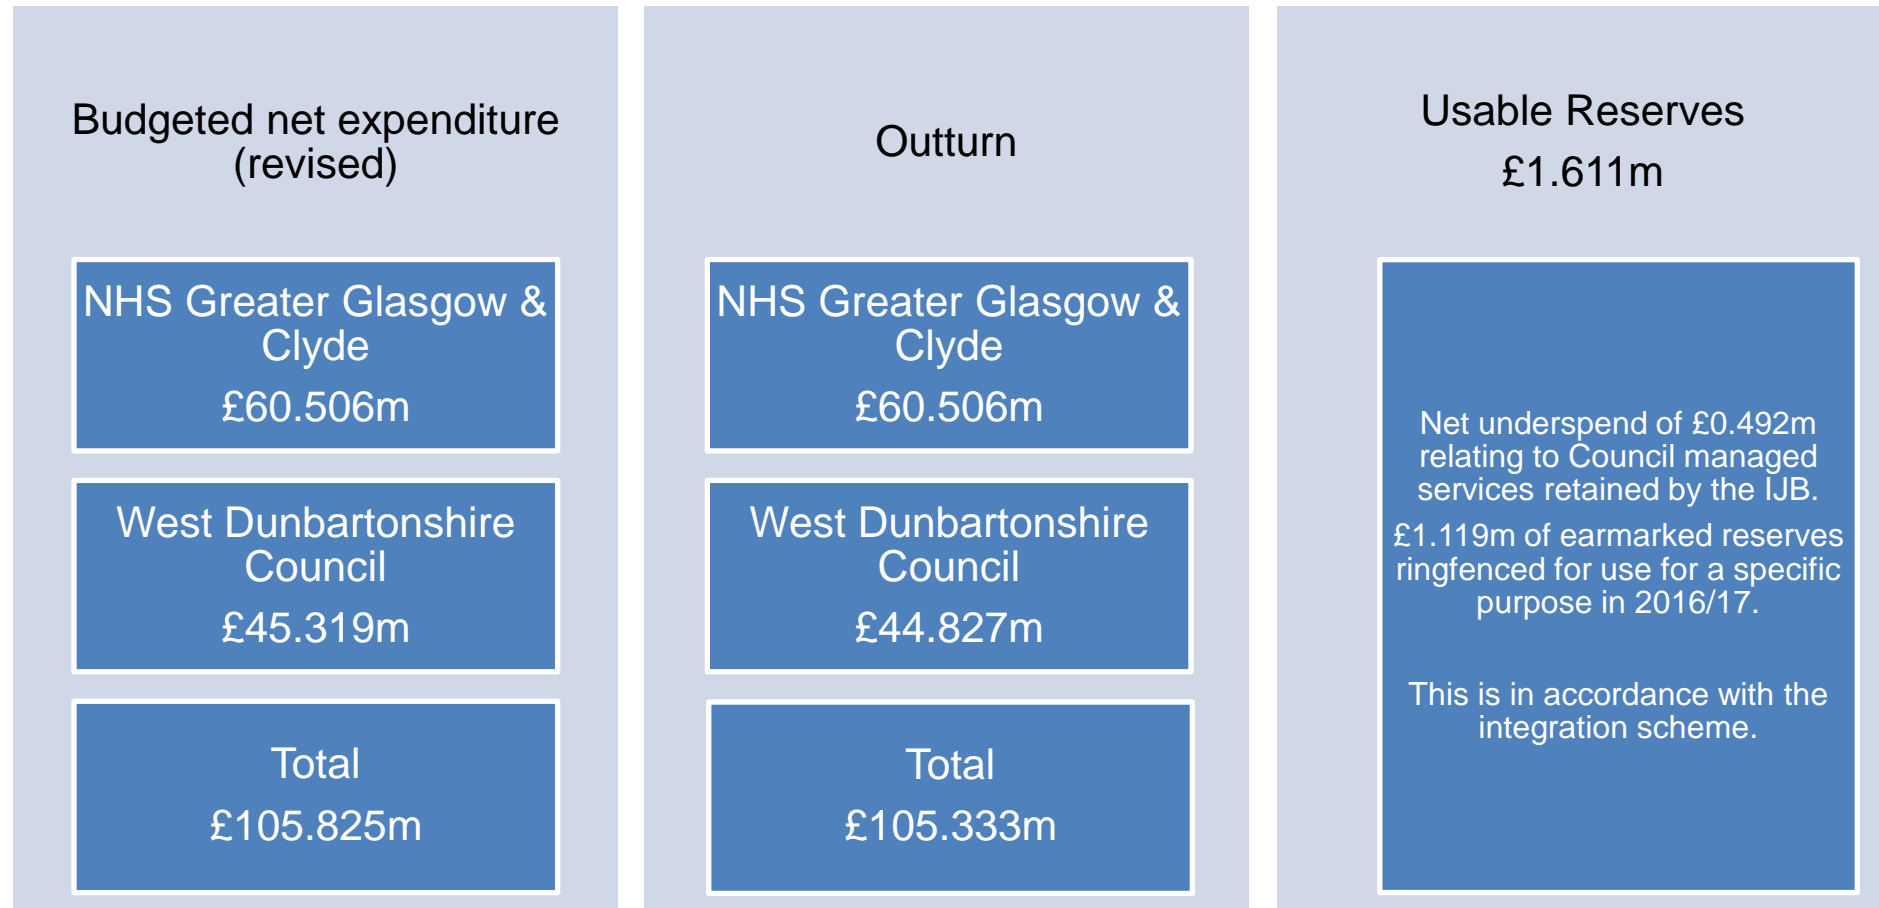 Budgeted net expenditure
(revised)
NHS Greater Glasgow &
Clyde
£60.506m
West Dunbartonshire
Council
£45.319m
Total
£105.825m
Outturn
NHS Greater Glasgow &
Clyde
£60.506m
West Dunbartonshire
Council
£44.827m
Total
£105.333m
Usable Reserves
£1.611m
Net underspend of £0.492m
relating to Council managed
services retained by the IJB.
£1.119m of earmarked reserves
ringfenced for use for a specific
purpose in 2016/17.
This is in accordance with the
integration scheme.